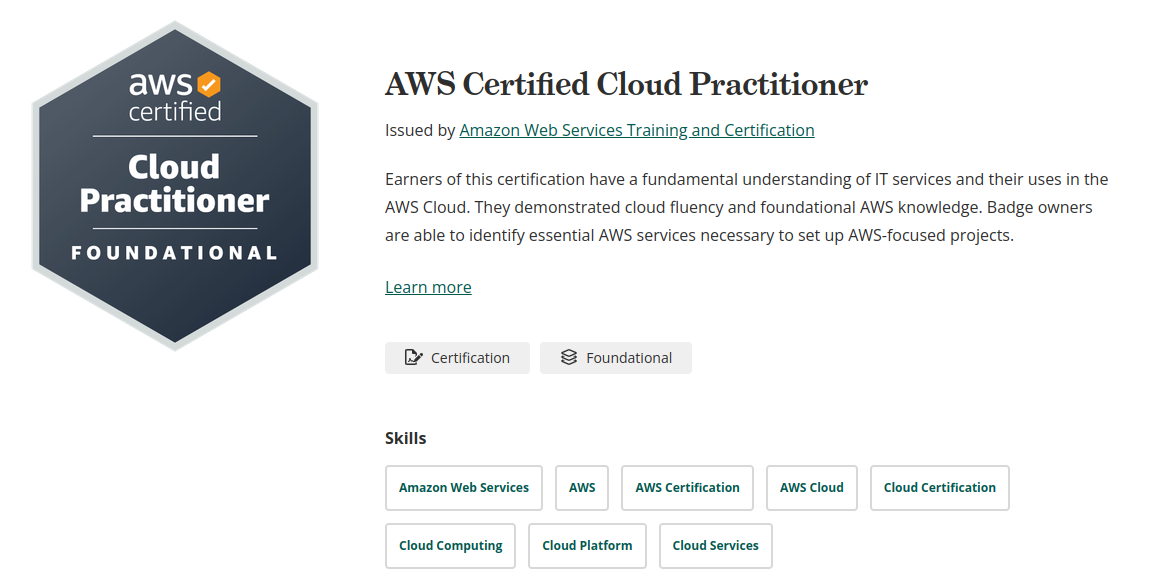 aws
certified
Cloud
Practitioner
FOUNDATIONAL
AWS Certified Cloud Practitioner
Issued by Amazon Web Services Training and Certification
Earners of this certification have a fundamental understanding of IT services and their uses in the
AWS Cloud. They demonstrated cloud fluency and foundational AWS knowledge. Badge owners
are able to identify essential AWS services necessary to set up AWS-focused projects.
Learn more
Certification Foundational
Skills
Amazon Web Services AWS AWS Certification AWS Cloud Cloud Certification
Cloud Computing Cloud Platform Cloud Services